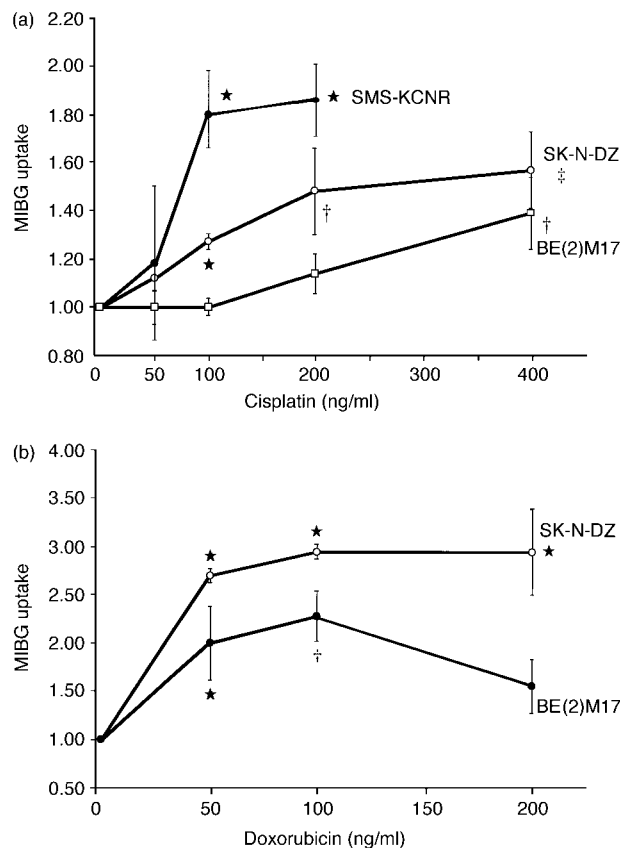 (a)
2.20
2.00
1.80
1.60
1.40
1.20
1.00
0.80
MIBG uptake
★
★ SMS-KCNR
SK-N-DZ
‡
†
★
†
BE(2)M17
0 50 100 200 300 400
Cisplatin (ng/ml)
(b)
4.00
3.50
3.00
2.50
2.00
1.50
1.00
0.50
MIBG uptake
★
★
SK-N-DZ
★
†
★
BE(2)M17
0 50 100 150 200
Doxorubicin (ng/ml)